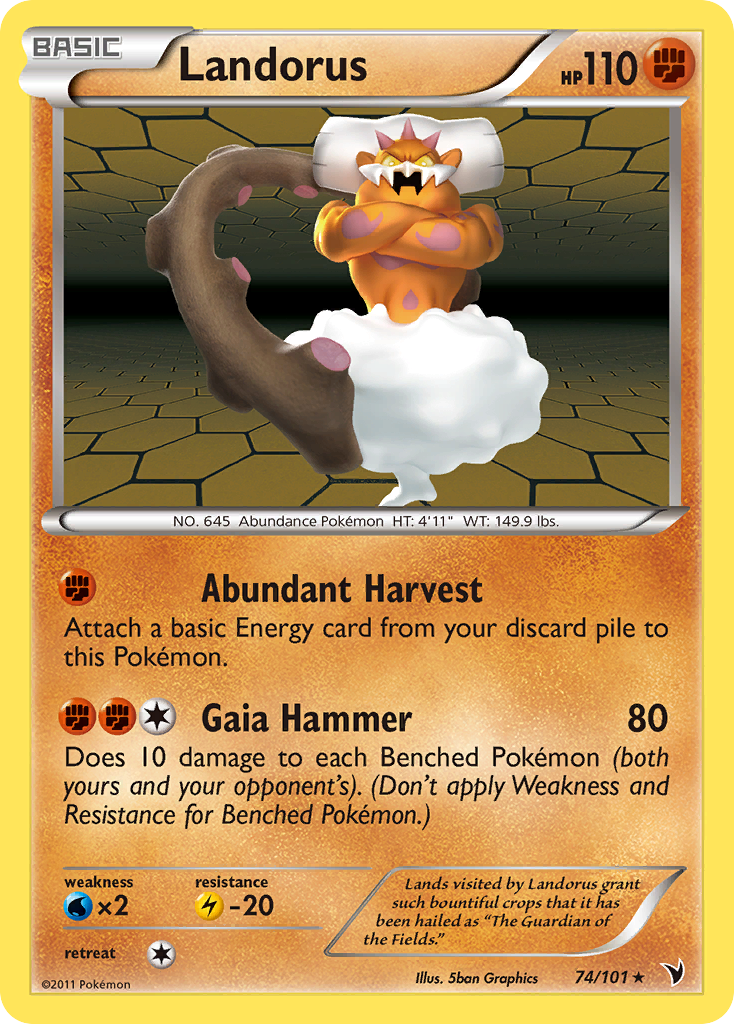 BASIC
Landorus
HP110
NO. 645 Abundance Pokémon HT: 4'11" WT: 149.9 lbs.
Abundant Harvest
Attach a basic Energy card from your discard pile to
this Pokémon.
Gaia Hammer 80
Does 10 damage to each Benched Pokémon (both
yours and your opponent's). (Don't apply Weakness and
Resistance for Benched Pokémon.)
weakness resistance
×2 -20
Lands visited by Landorus grant
such bountiful crops that it has
been hailed as “The Guardian of
the Fields.”
retreat
©2011 Pokémon
Illus. 5ban Graphics
74/101 ★